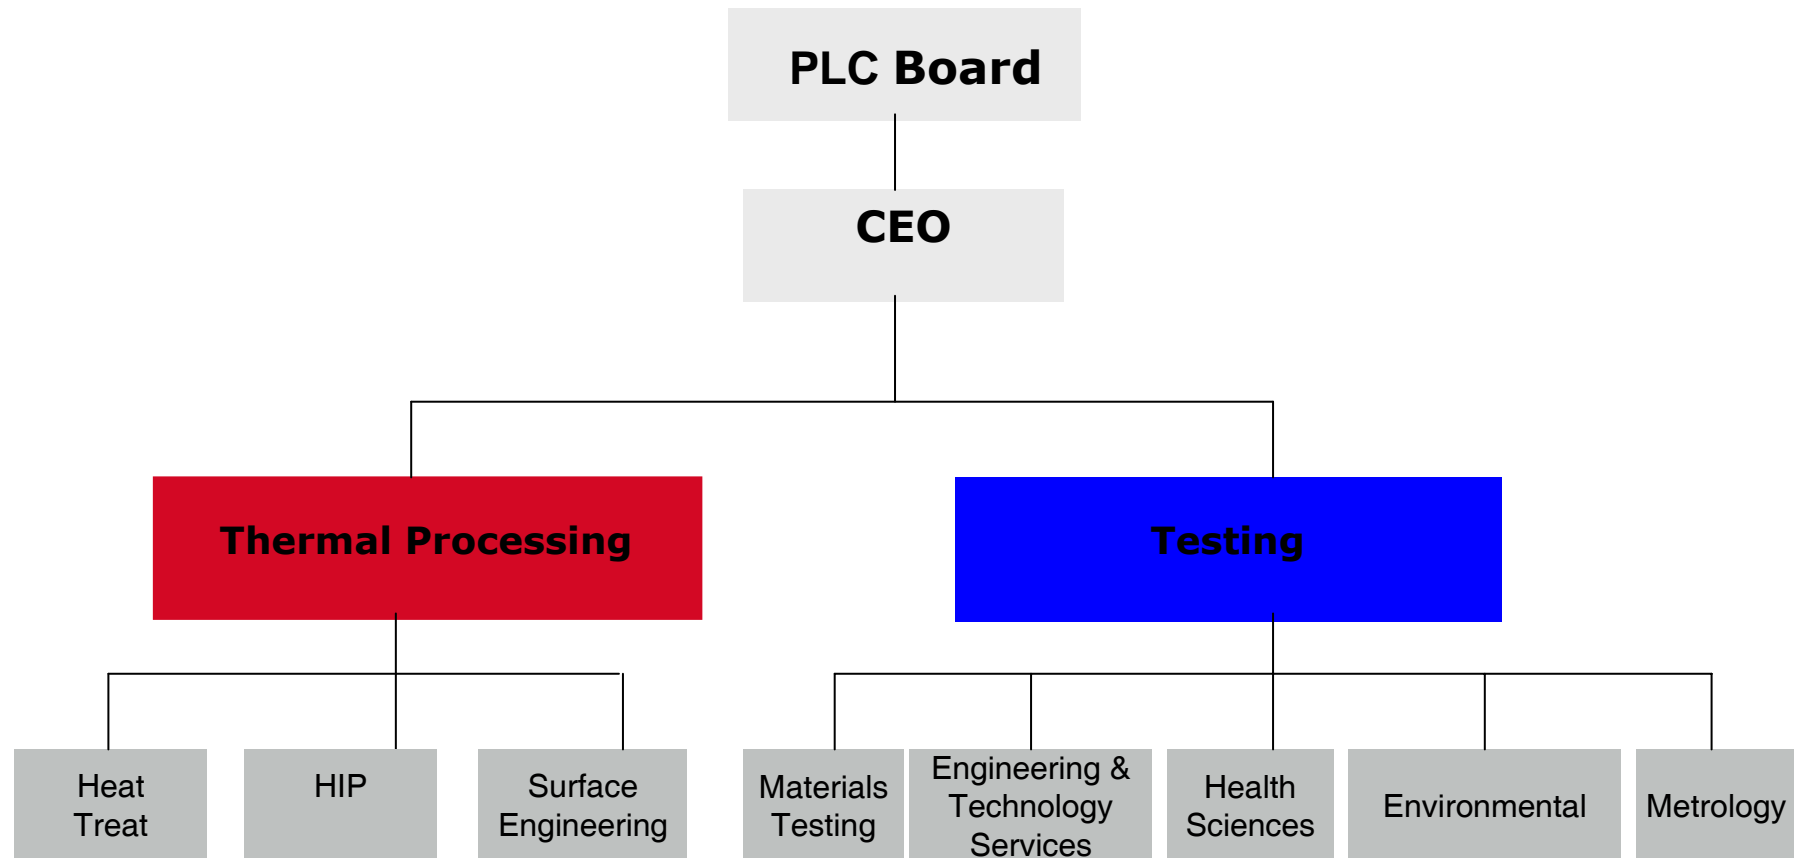 PLC Board
CEO
Thermal Processing
Testing
Heat
Treat
HIP
Surface
Engineering
Materials
Testing
Engineering &
Technology
Services
Health
Sciences
Environmental
Metrology